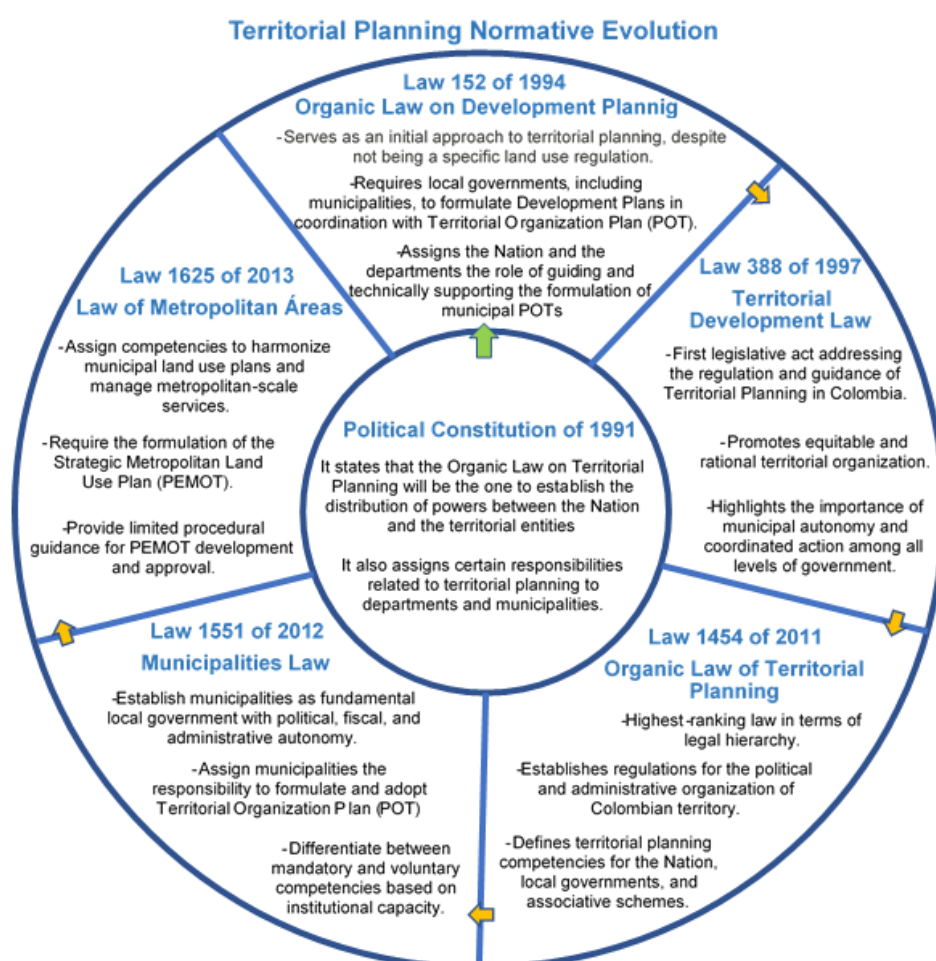 Territorial Planning Normative Evolution
Law 152 of 1994
Organic Law on Development Plannig
-Serves as an initial approach to territorial planning, despite
not being a specific land use regulation.
-Requires local governments, including
municipalities, to formulate Development Plans in
coordination with Territorial Organization Plan (POT).
-Assigns the Nation and the
departments the role of guiding and
technically supporting the formulation of
municipal POTs
Law 388 of 1997
Territorial
Development Law
-First legislative act addressing
the regulation and guidance of
Territorial Planning in Colombia.
-Promotes equitable and
rational territorial organization.
-Highlights the importance of
municipal autonomy and
coordinated action among all
levels of government.
Law 1454 of 2011
Organic Law of Territorial
Planning
-Highest-ranking law in terms of
legal hierarchy.
-Establishes regulations for the political
and administrative organization of
Colombian territory.
-Defines territorial planning
competencies for the Nation,
local governments, and
associative schemes.
Law 1551 of 2012
Municipalities Law
-Establish municipalities as fundamental
local government with political, fiscal, and
administrative autonomy.
-Assign municipalities the
responsibility to formulate and adopt
Territorial Organization Plan (POT)
-Differentiate between
mandatory and voluntary
competencies based on
institutional capacity.
Law 1625 of 2013
Law of Metropolitan Áreas
-Assign competencies to harmonize
municipal land use plans and
manage metropolitan-scale
services.
-Require the formulation of the
Strategic Metropolitan Land
Use Plan (PEMOT).
-Provide limited procedural
guidance for PEMOT development
and approval.
Political Constitution of 1991
It states that the Organic Law on Territorial
Planning will be the one to establish the
distribution of powers between the Nation
and the territorial entities
It also assigns certain responsibilities
related to territorial planning to
departments and municipalities.